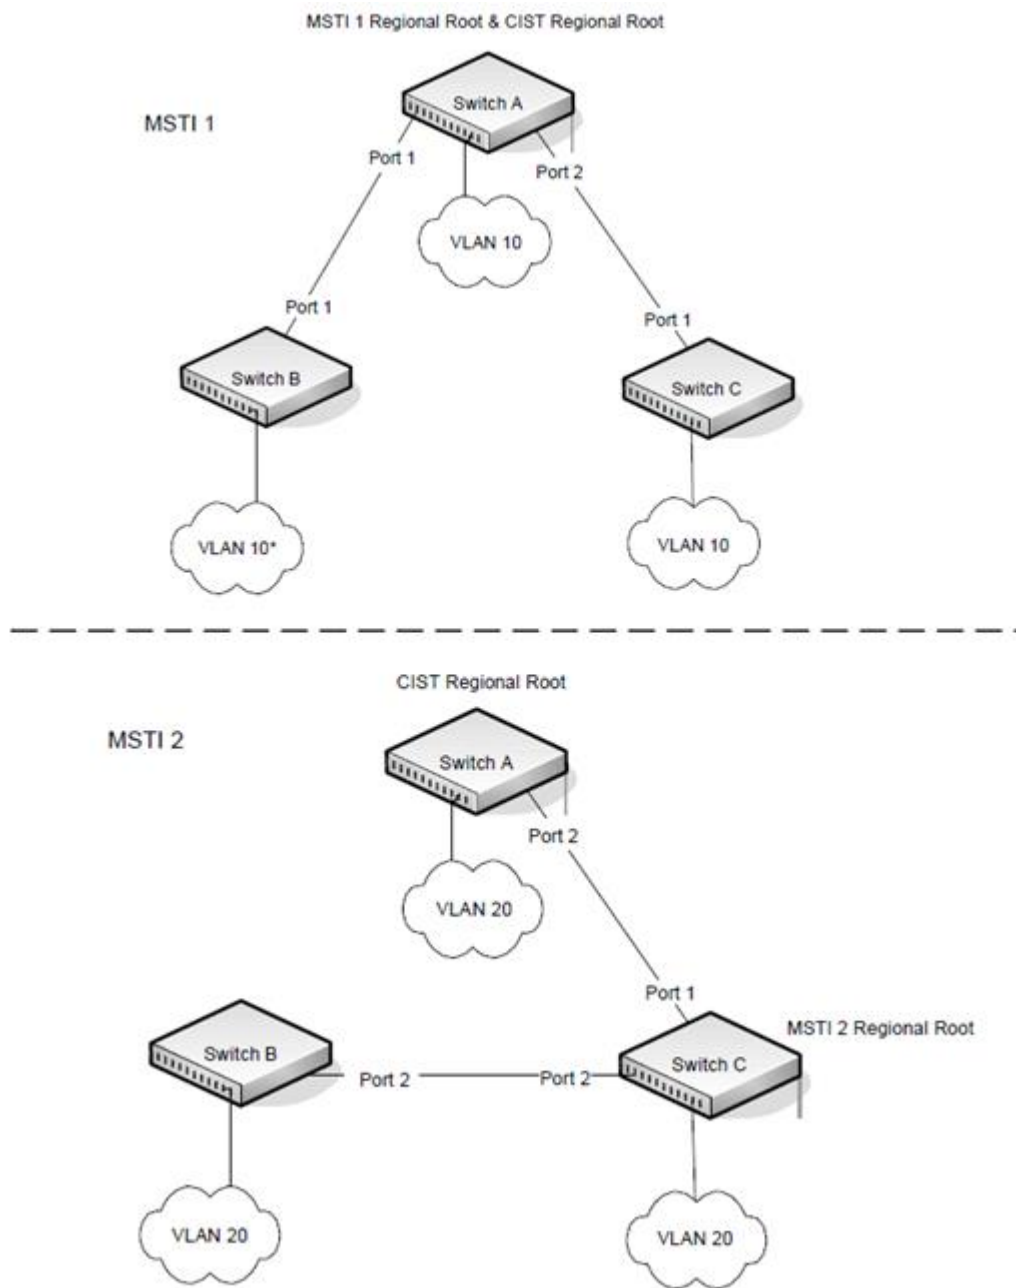 MSTI 1 Regional Root & CIST Regional Root
Switch A
MSTI 1
Port 1
Port 2
VLAN 10
Port 1
Port 1
Switch B
Switch C
VLAN 10*
VLAN 10
CIST Regional Root
MSTI 2
Switch A
Port 2
VLAN 20
Port 1
MSTI 2 Regional Root
Switch B
Switch C
Port 2
Port 2
VLAN 20
VLAN 20